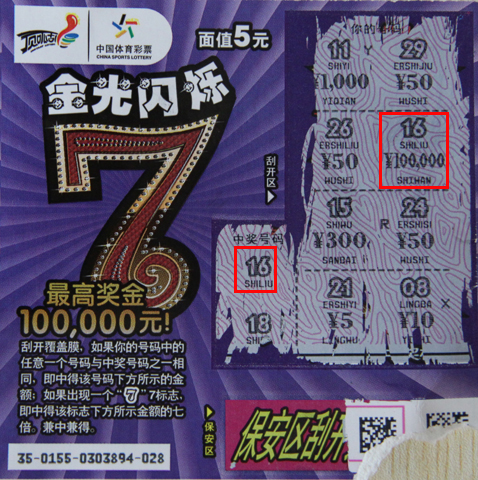 顶呱刮
中国体育彩票
CHINA SPORTS LOTTERY
面值5元
金光闪烁
7
最高奖金
100,000元!
刮开覆盖膜，如果你的号码中的
任意一个号码与中奖号码之一相
同，即中得该号码下方所示的金
额；如果出现一个“7”7标志，
即中得该标志下方所示金额的七
倍。兼中兼得。
35-0155-0303894-028
刮开区
你的号码
11 Y 29
SHIYI ERSHIJIU
¥1,000 ¥50
YIQIAN WUSHI
26 16
ERSHILIU SHILIU
¥50 ¥100,000
WUSHI SHIWAN
15 24
SHIWU R ERSHISI
¥300 ¥50
SANBAI WUSHI
21 08
ERSHIYI LINGBA X
¥5 ¥10
中奖号码
16
SHILIU
18
保安区
保安区刮开